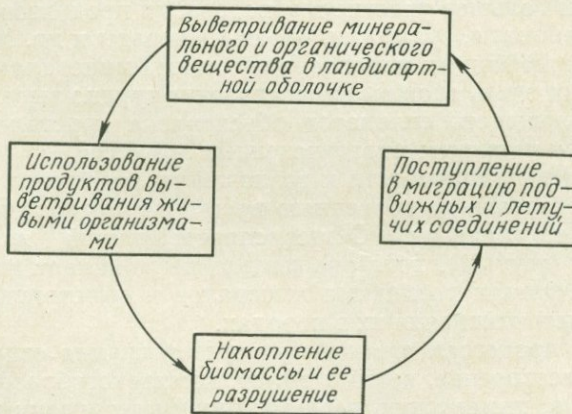 Выветривание минера-
льного и органического
вещества в ландшафт-
ной оболочке
Использование
продуктов вы-
ветривания жи-
выми организма-
ми
Поступление
в миграцию под-
вижных и лету-
чих соединений
Накопление
биомассы и ее
разрушение